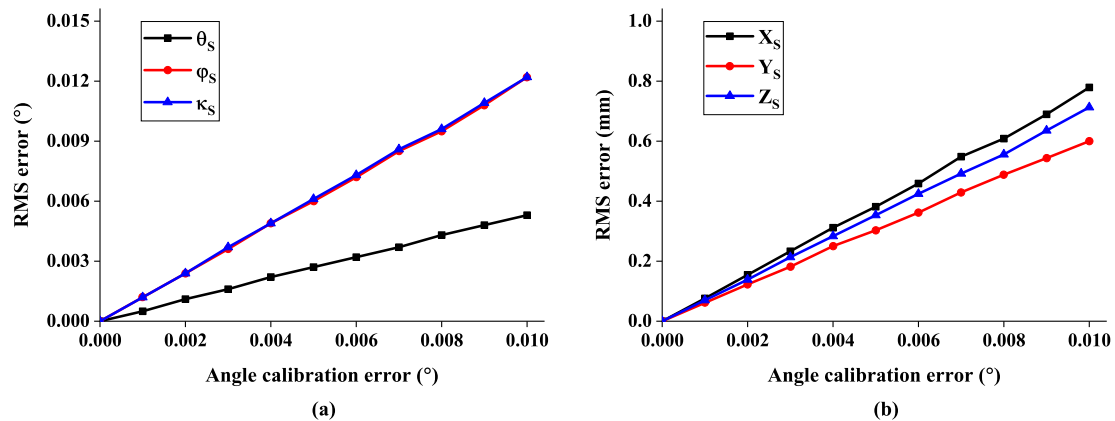 0.015
0.012
0.009
0.006
0.003
0.000
RMS error (°)
θS
φS
κS
0.000 0.002 0.004 0.006 0.008 0.010
Angle calibration error (°)
(a)
1.0
0.8
0.6
0.4
0.2
0.0
RMS error (mm)
XS
YS
ZS
0.000 0.002 0.004 0.006 0.008 0.010
Angle calibration error (°)
(b)